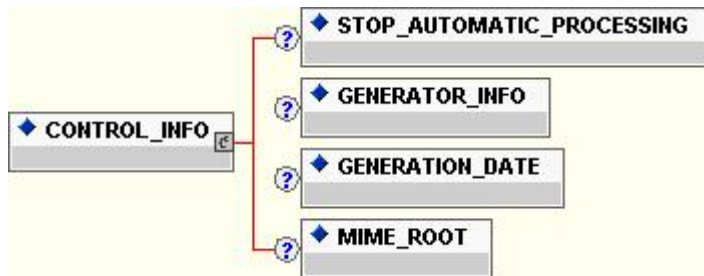 STOP_AUTOMATIC_PROCESSING
?
GENERATOR_INFO
?
CONTROL_INFO
GENERATION_DATE
?
MIME_ROOT
?